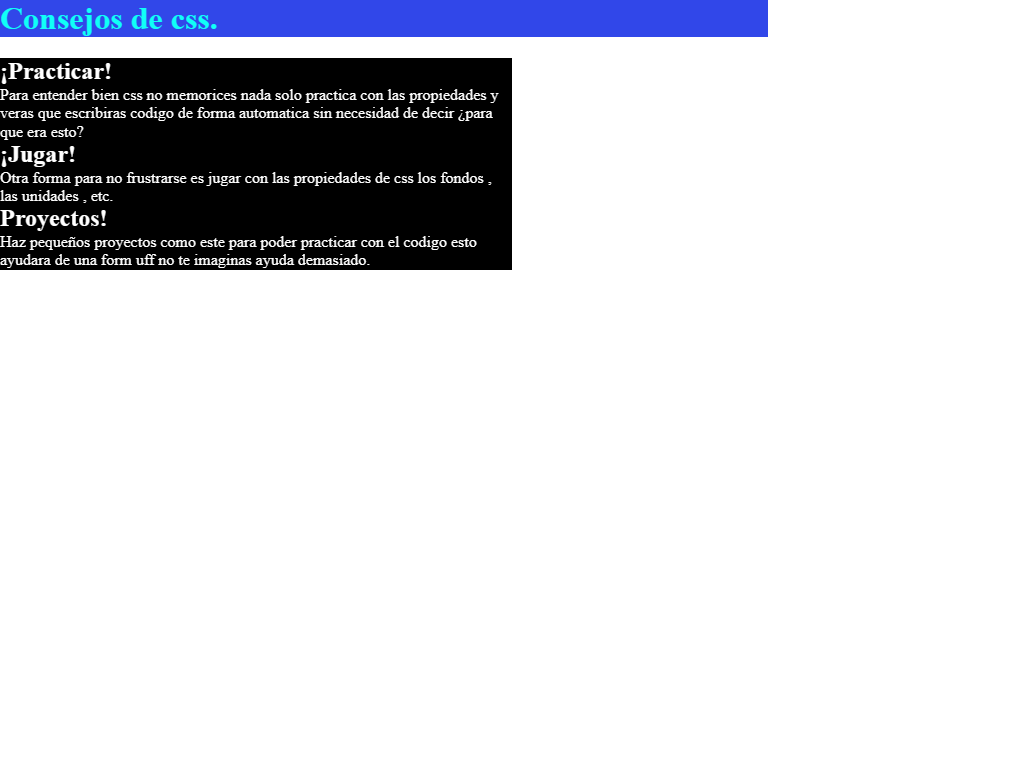 Consejos de css.
¡Practicar!
Para entender bien css no memorices nada solo practica con las propiedades y
veras que escribiras codigo de forma automatica sin necesidad de decir ¿para
que era esto?
¡Jugar!
Otra forma para no frustrarse es jugar con las propiedades de css los fondos ,
las unidades , etc.
Proyectos!
Haz pequeños proyectos como este para poder practicar con el codigo esto
ayudara de una form uff no te imaginas ayuda demasiado.